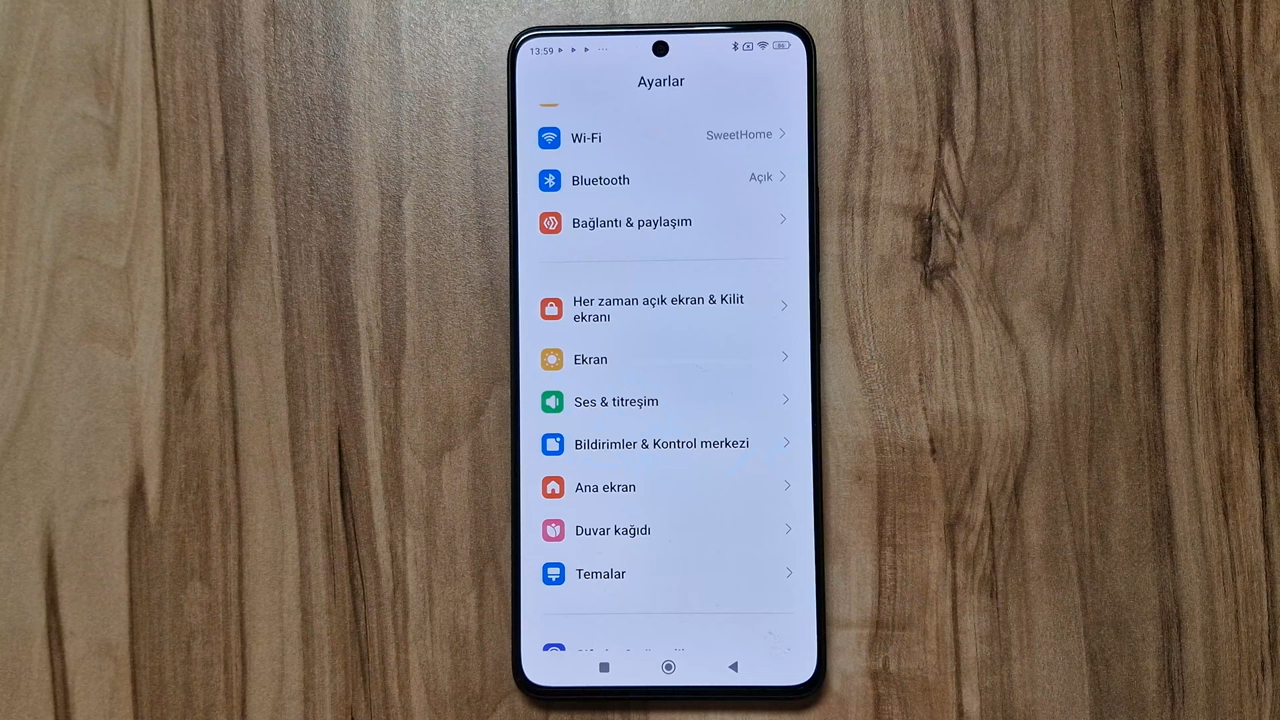 13:59
Ayarlar
Wi-Fi SweetHome
Bluetooth Açık
Bağlantı & paylaşım
Her zaman açık ekran & Kilit
ekranı
Ekran
Ses & titreşim
Bildirimler & Kontrol merkezi
Ana ekran
Duvar kağıdı
Temalar